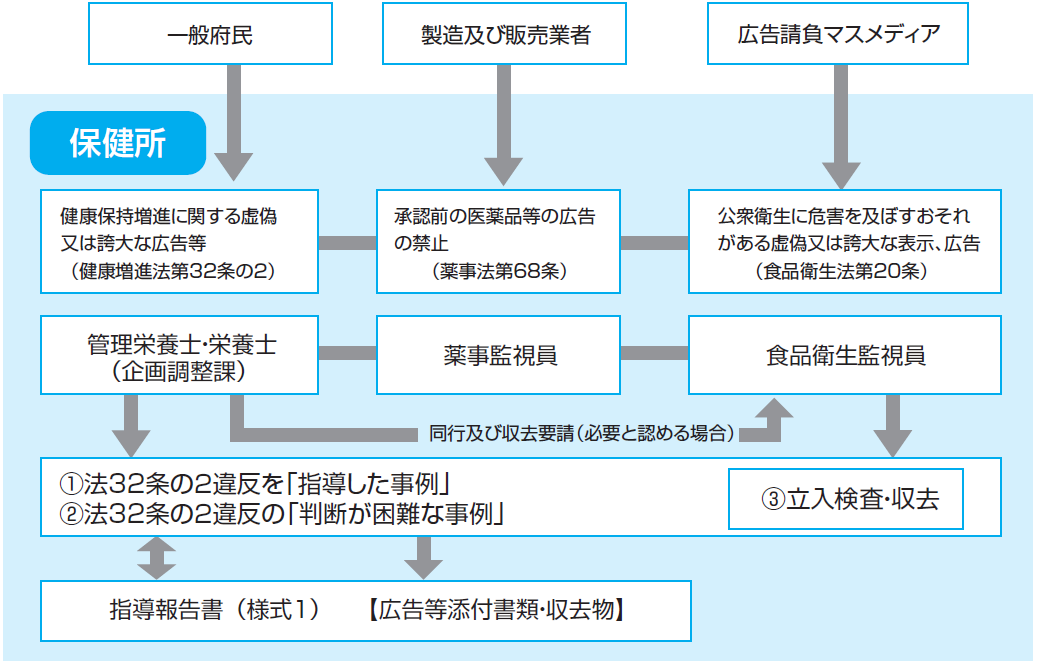 一般府民
製造及び販売業者
広告請負マスメディア
保健所
健康保持増進に関する虚偽
又は誇大な広告等
（健康増進法第32条の2）
承認前の医薬品等の広告
の禁止
（薬事法第68条）
公衆衛生に危害を及ぼすおそれ
がある虚偽又は誇大な表示、広告
（食品衛生法第20条）
管理栄養士・栄養士
（企画調整課）
薬事監視員
食品衛生監視員
同行及び収去要請（必要と認める場合）
①法32条の2違反を「指導した事例」
②法32条の2違反の「判断が困難な事例」
③立入検査・収去
指導報告書（様式1）　【広告等添付書類・収去物】